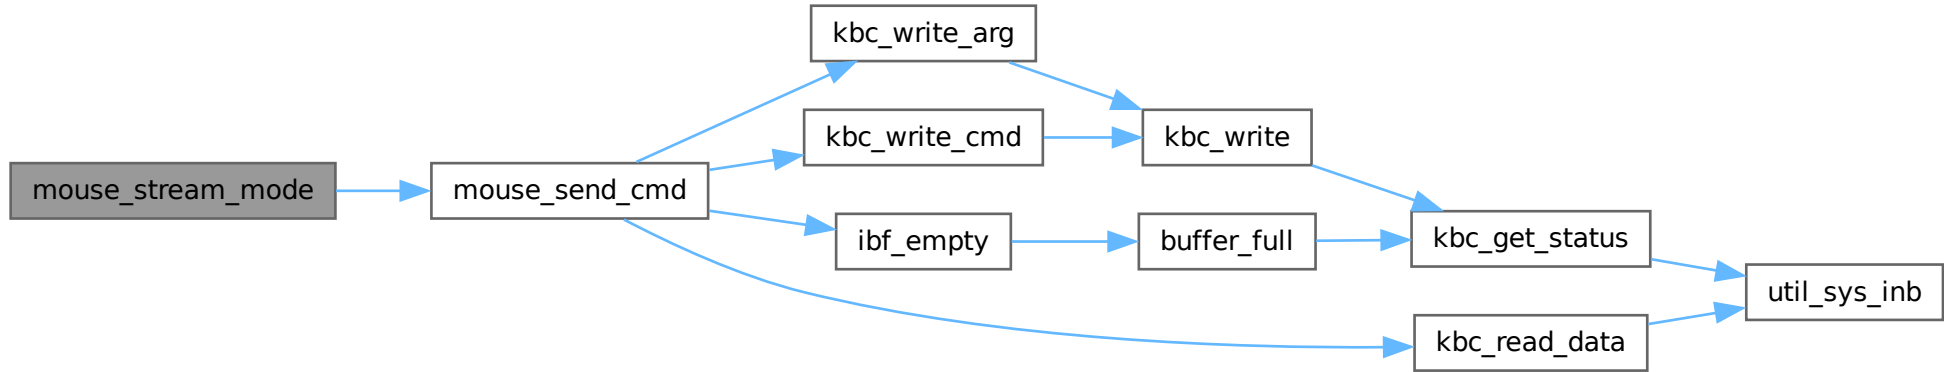 kbc_write_arg
kbc_write_cmd
kbc_write
mouse_stream_mode
mouse_send_cmd
ibf_empty
buffer_full
kbc_get_status
util_sys_inb
kbc_read_data